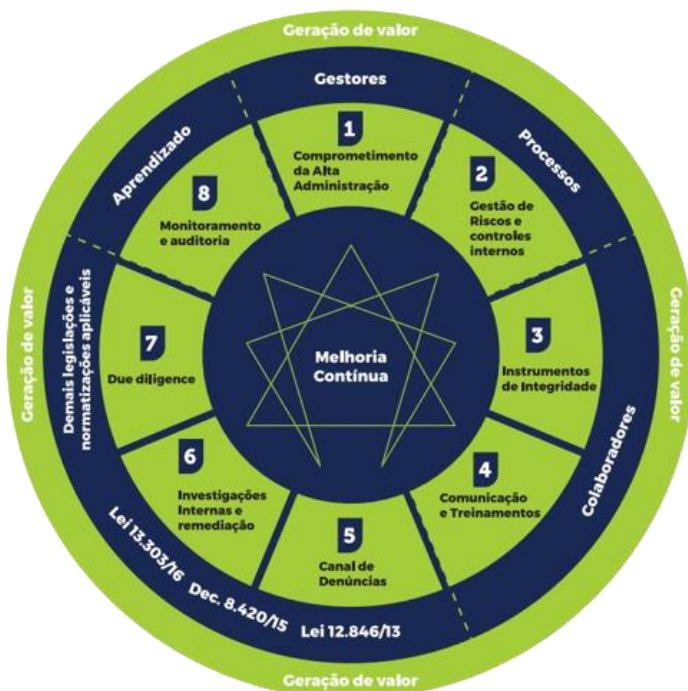 Geração de valor
Gestores
1
Comprometimento
da Alta
Administração
Processos
2
Gestão de
Riscos e
controles
internos
Geração de valor
3
Instrumentos
de Integridade
Colaboradores
4
Comunicação
e Treinamentos
5
Canal de
Denúncias
Lei 12.846/13
Dec. 8.420/15
Lei 13.303/16
Geração de valor
6
Investigações
Internas e
remediação
7
Due diligence
Demais legislações e
normatizações aplicáveis
Geração de valor
8
Monitoramento
e auditoria
Aprendizado
Melhoria
Contínua